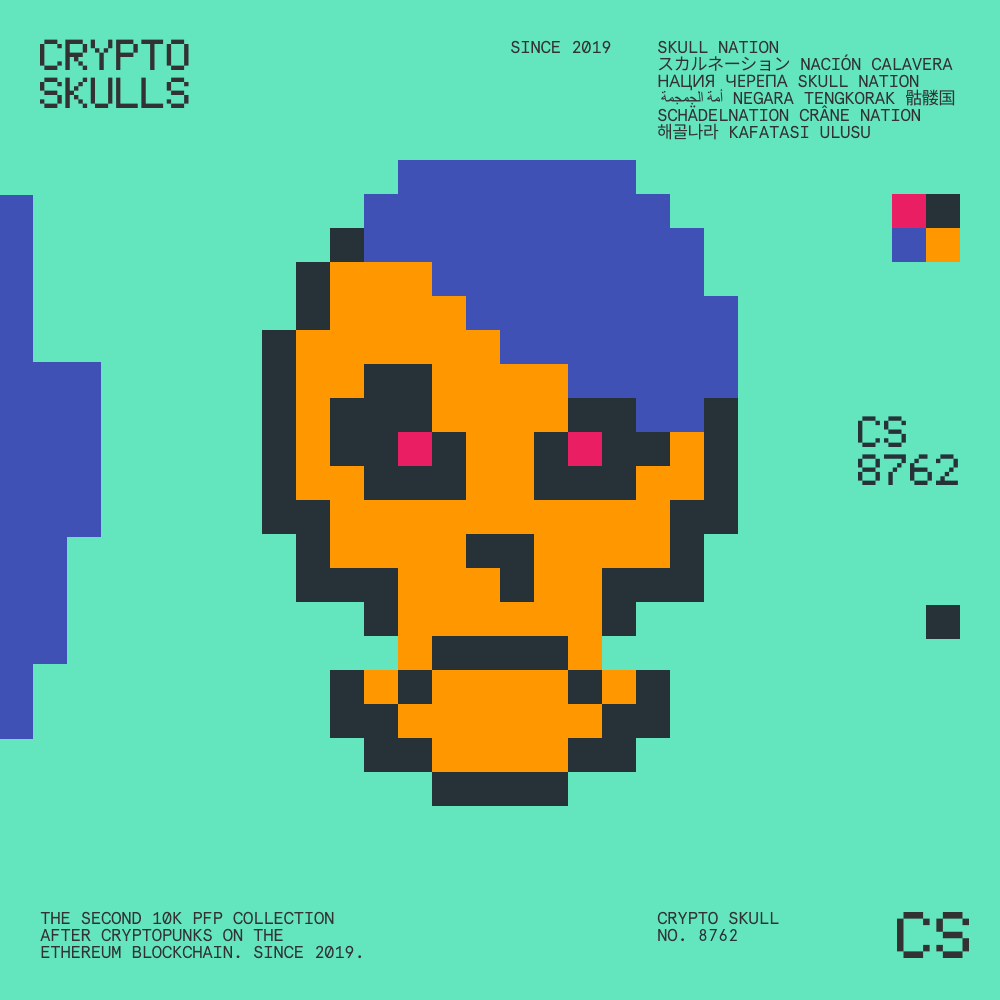 CRYPTO
SKULLS
SINCE 2019
SKULL NATION
スカルネーション NACIÓN CALAVERA
НАЦИЯ ЧЕРЕПА SKULL NATION
أمة الجمجمة NEGARA TENGKORAK 骷髅国
SCHÄDELNATION CRÂNE NATION
해골나라 KAFATASI ULUSU
CS
8762
THE SECOND 10K PFP COLLECTION
AFTER CRYPTOPUNKS ON THE
ETHEREUM BLOCKCHAIN. SINCE 2019.
CRYPTO SKULL
NO. 8762
CS